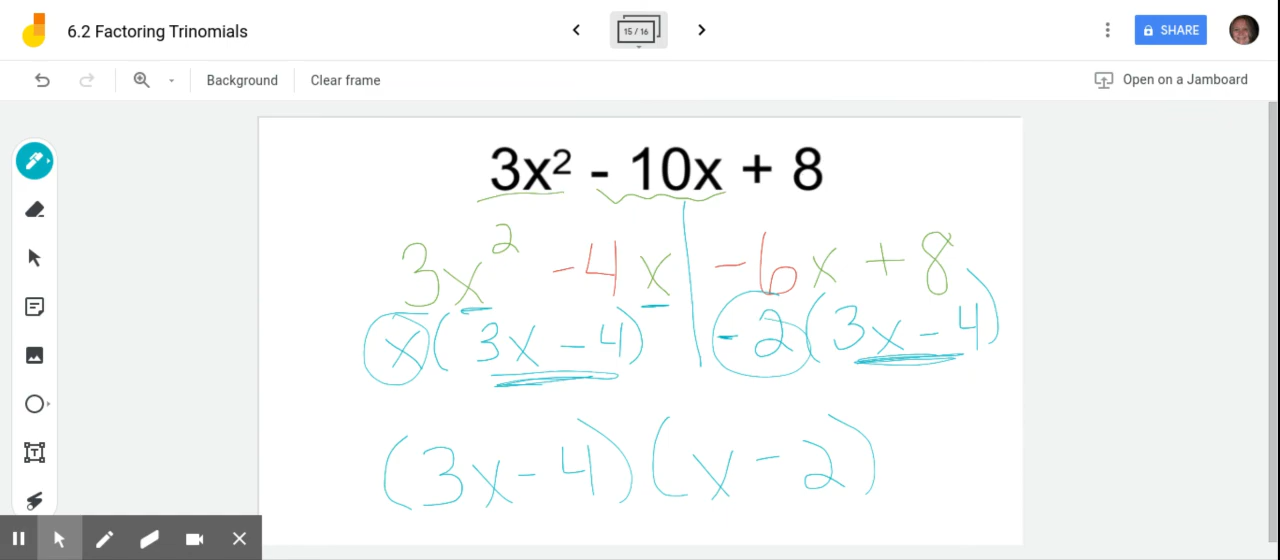 6.2 Factoring Trinomials
15 / 16
SHARE
Background
Clear frame
Open on a Jamboard
3x² - 10x + 8
3x² -4x -6x + 8
x(3x - 4) -2(3x - 4)
(3x - 4)(x - 2)